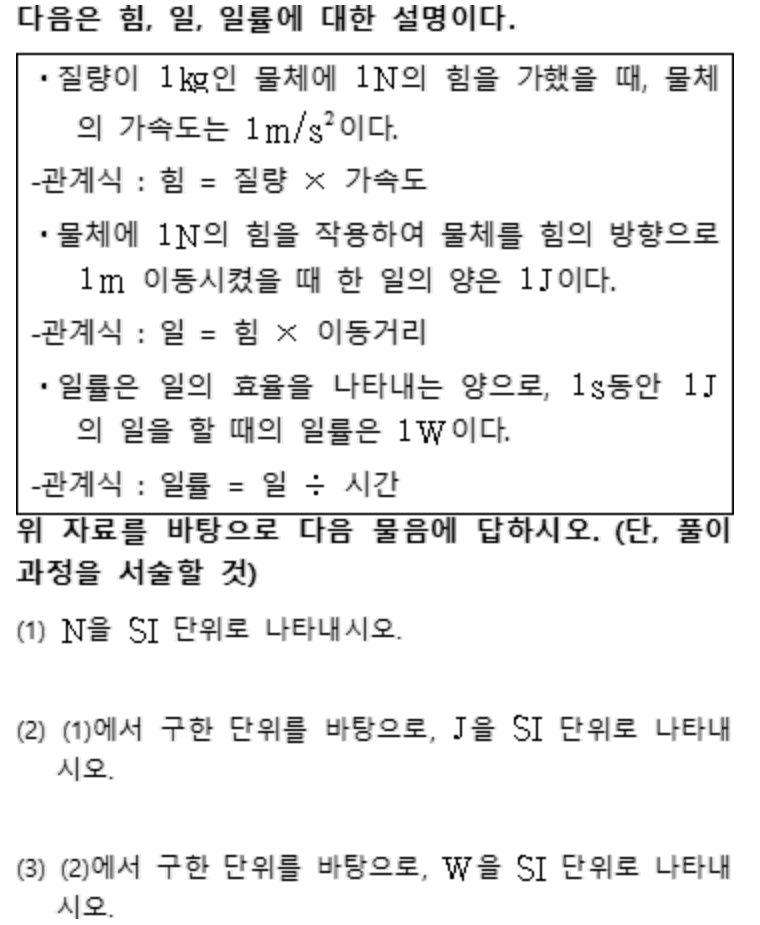 다음은 힘, 일, 일률에 대한 설명이다.
・질량이 1kg인 물체에 1N의 힘을 가했을 때, 물체
의 가속도는 1m/s²이다.
-관계식 : 힘 = 질량 × 가속도
・물체에 1N의 힘을 작용하여 물체를 힘의 방향으로
1m 이동시켰을 때 한 일의 양은 1J이다.
-관계식 : 일 = 힘 × 이동거리
・일률은 일의 효율을 나타내는 양으로, 1s동안 1J
의 일을 할 때의 일률은 1W이다.
-관계식 : 일률 = 일 ÷ 시간
위 자료를 바탕으로 다음 물음에 답하시오. (단, 풀이
과정을 서술할 것)
(1) N을 SI 단위로 나타내시오.
(2) (1)에서 구한 단위를 바탕으로, J을 SI 단위로 나타내
시오.
(3) (2)에서 구한 단위를 바탕으로, W을 SI 단위로 나타내
시오.